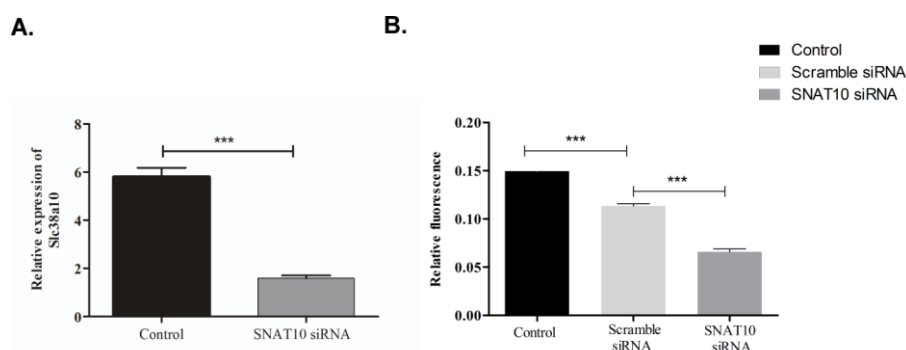 A.
B.
Control
Scramble siRNA
SNAT10 siRNA
Relative expression of
Slc38a10
8
6
4
2
0
***
Control
SNAT10 siRNA
Relative fluorescence
0.20
0.15
0.10
0.05
0.00
***
***
Control
Scramble
siRNA
SNAT10
siRNA